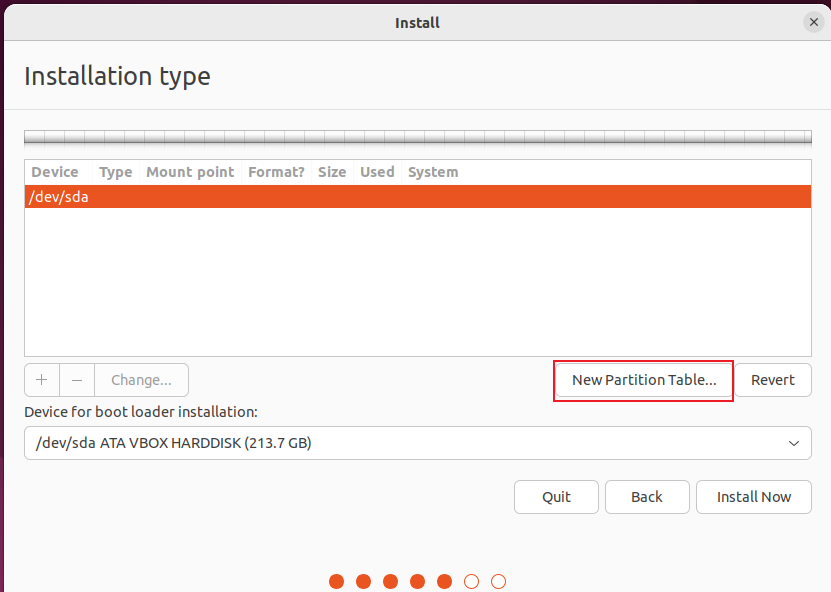 Install
Installation type
Device Type Mount point Format? Size Used System
/dev/sda
+ − Change... New Partition Table... Revert
Device for boot loader installation:
/dev/sda ATA VBOX HARDDISK (213.7 GB)
Quit Back Install Now